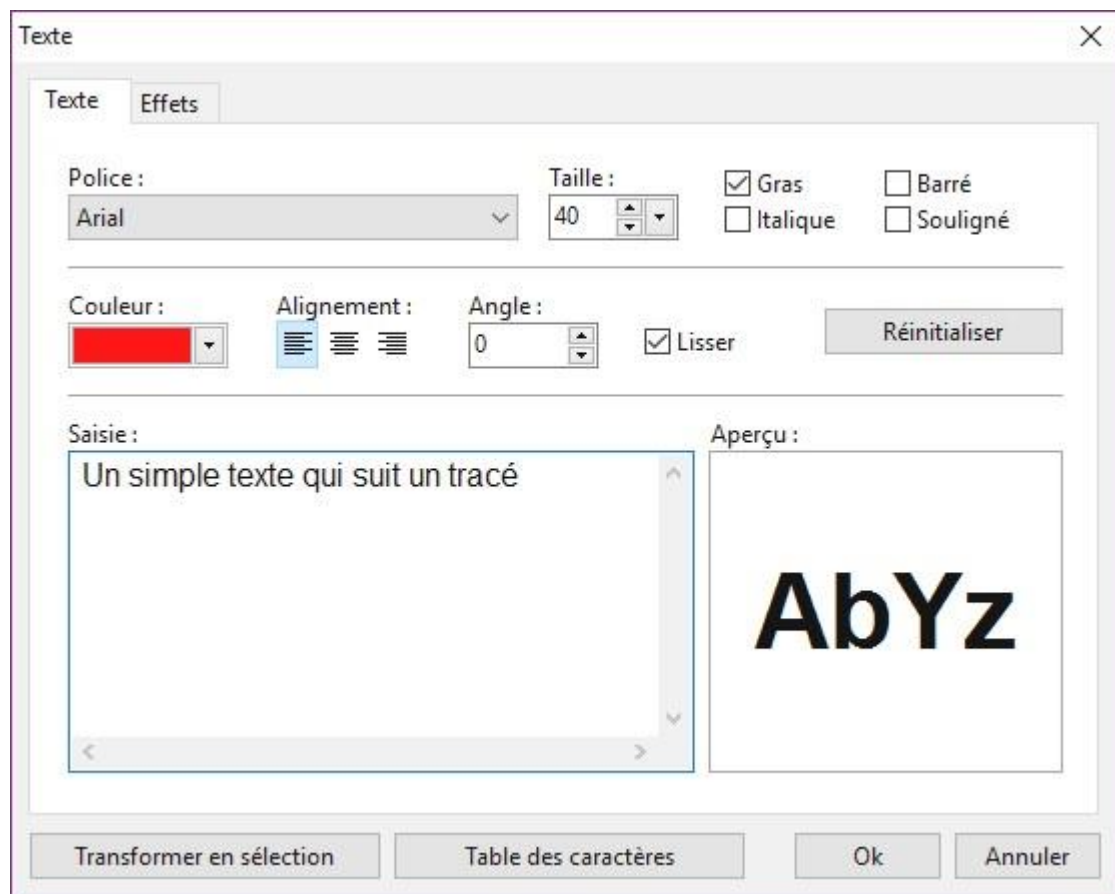 Texte
Texte Effets
Police : Taille : Gras Barré
Arial 40 Italique Souligné
Couleur : Alignement : Angle :
0 Lisser Réinitialiser
Saisie : Aperçu :
Un simple texte qui suit un tracé
AbYz
Transformer en sélection Table des caractères Ok Annuler